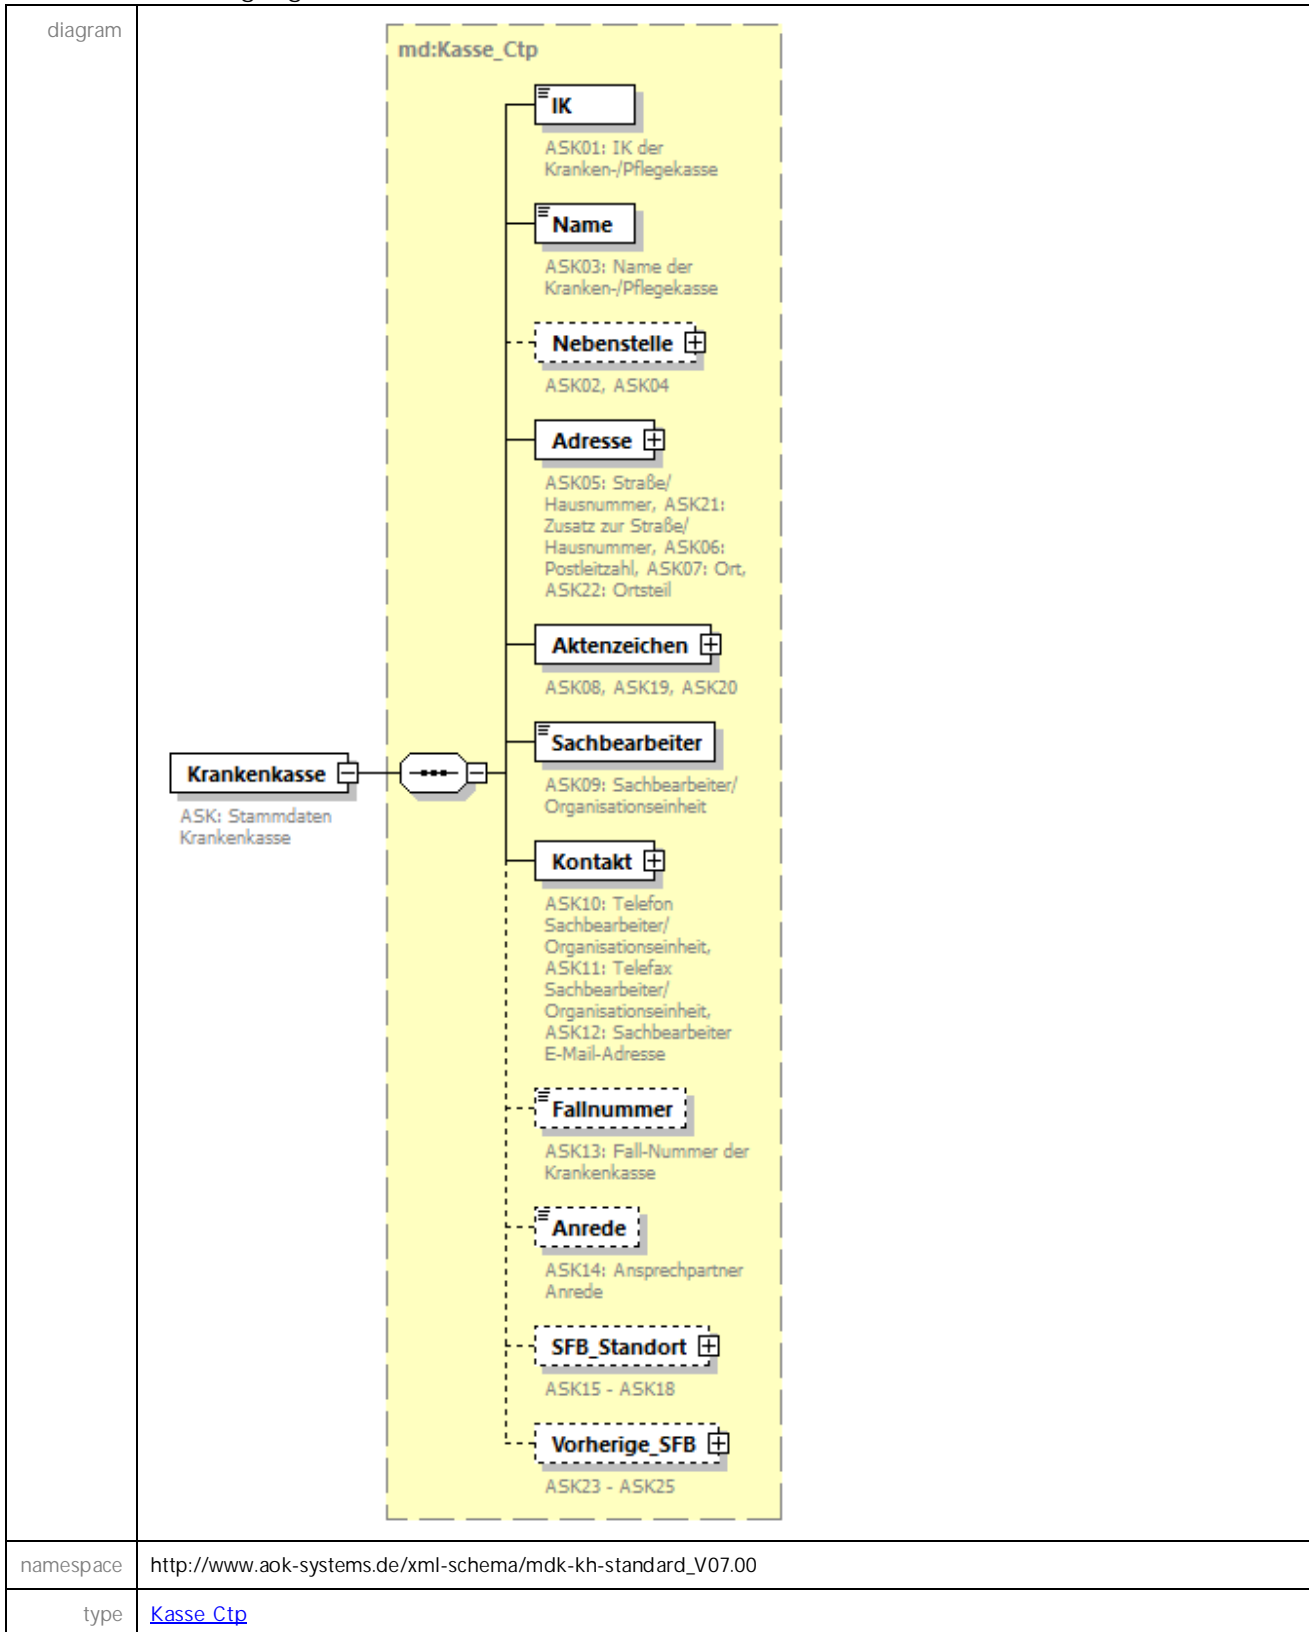 diagram
md:Kasse_Ctp
IK
ASK01: IK der
Kranken-/Pflegekasse
Name
ASK03: Name der
Kranken-/Pflegekasse
Nebenstelle
ASK02, ASK04
Adresse
ASK05: Straße/
Hausnummer, ASK21:
Zusatz zur Straße/
Hausnummer, ASK06:
Postleitzahl, ASK07: Ort,
ASK22: Ortsteil
Aktenzeichen
ASK08, ASK19, ASK20
Sachbearbeiter
ASK09: Sachbearbeiter/
Organisationseinheit
Krankenkasse
ASK: Stammdaten
Krankenkasse
Kontakt
ASK10: Telefon
Sachbearbeiter/
Organisationseinheit,
ASK11: Telefax
Sachbearbeiter/
Organisationseinheit,
ASK12: Sachbearbeiter
E-Mail-Adresse
Fallnummer
ASK13: Fall-Nummer der
Krankenkasse
Anrede
ASK14: Ansprechpartner
Anrede
SFB_Standort
ASK15 - ASK18
Vorherige_SFB
ASK23 - ASK25
namespace http://www.aok-systems.de/xml-schema/mdk-kh-standard_V07.00
type Kasse_Ctp